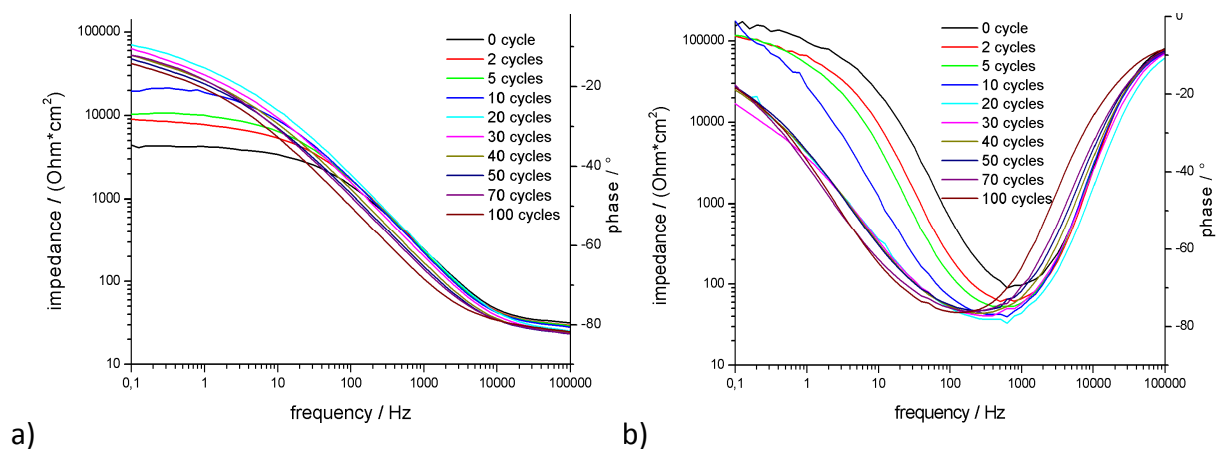 100000
10000
1000
100
10
impedance / (Ohm*cm²)
0,1
1
10
100
1000
10000
100000
frequency / Hz
-20
-40
-60
-80
phase / °
0 cycle
2 cycles
5 cycles
10 cycles
20 cycles
30 cycles
40 cycles
50 cycles
70 cycles
100 cycles
a)
100000
10000
1000
100
10
impedance / (Ohm*cm²)
0,1
1
10
100
1000
10000
100000
frequency / Hz
0
-20
-40
-60
-80
phase / °
0 cycle
2 cycles
5 cycles
10 cycles
20 cycles
30 cycles
40 cycles
50 cycles
70 cycles
100 cycles
b)